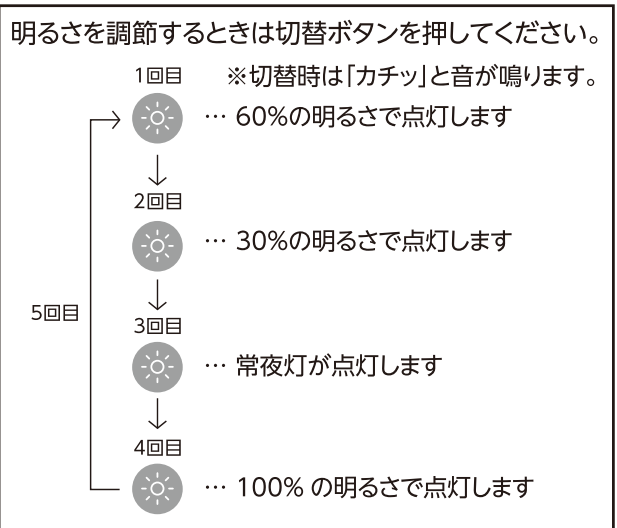 明るさを調節するときは切替ボタンを押してください。
1回目 ※切替時は「カチッ」と音が鳴ります。
… 60%の明るさで点灯します
2回目
… 30%の明るさで点灯します
5回目
3回目
… 常夜灯が点灯します
4回目
… 100% の明るさで点灯します